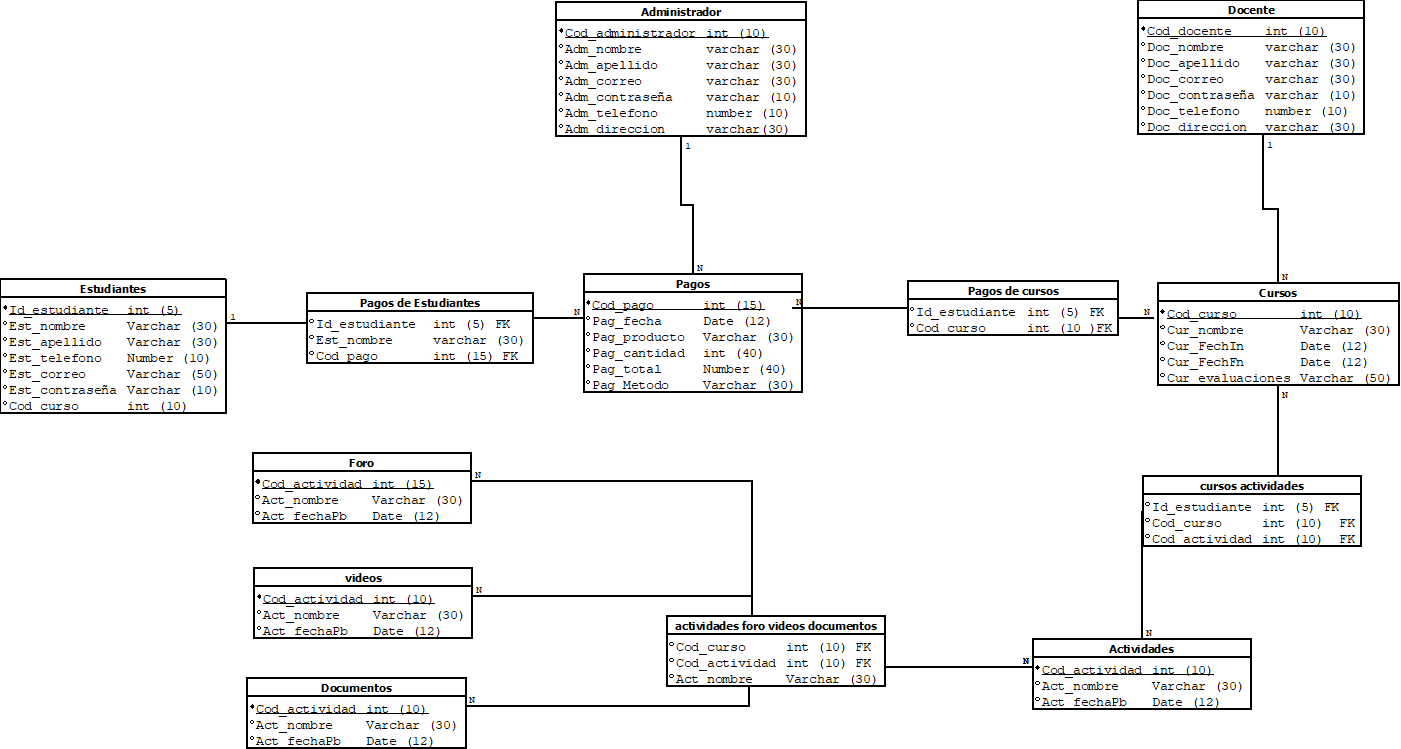 Administrador
Cod_administrador int (10)
Adm_nombre varchar (30)
Adm_apellido varchar (30)
Adm_correo varchar (30)
Adm_contraseña varchar (10)
Adm_telefono number (10)
Adm_direccion varchar(30)
1
Docente
Cod_docente int (10)
Doc_nombre varchar (30)
Doc_apellido varchar (30)
Doc_correo varchar (30)
Doc_contraseña varchar (10)
Doc_telefono number (10)
Doc_direccion varchar (30)
1
Estudiantes
Id_estudiante int (5)
Est_nombre Varchar (30)
Est_apellido Varchar (30)
Est_telefono Number (10)
Est_correo Varchar (50)
Est_contraseña Varchar (10)
Cod_curso int (10)
1
Pagos de Estudiantes
Id_estudiante int (5) FK
Est_nombre varchar (30)
Cod_pago int (15) FK
N
N
Pagos
Cod_pago int (15)
Pag_fecha Date (12)
Pag_producto Varchar (30)
Pag_cantidad int (40)
Pag_total Number (40)
Pag_Metodo Varchar (30)
N
Pagos de cursos
Id_estudiante int (5) FK
Cod_curso int (10 )FK
N
N
Cursos
Cod_curso int (10)
Cur_nombre Varchar (30)
Cur_FechIn Date (12)
Cur_FechFn Date (12)
Cur_evaluaciones Varchar (50)
N
Foro
Cod_actividad int (15)
Act_nombre Varchar (30)
Act_fechaPb Date (12)
N
cursos actividades
Id_estudiante int (5) FK
Cod_curso int (10) FK
Cod_actividad int (10) FK
videos
Cod_actividad int (10)
Act_nombre Varchar (30)
Act_fechaPb Date (12)
N
actividades foro videos documentos
Cod_curso int (10) FK
Cod_actividad int (10) FK
Act_nombre Varchar (30)
N
N
Actividades
Cod_actividad int (10)
Act_nombre Varchar (30)
Act_fechaPb Date (12)
Documentos
Cod_actividad int (10)
Act_nombre Varchar (30)
Act_fechaPb Date (12)
N